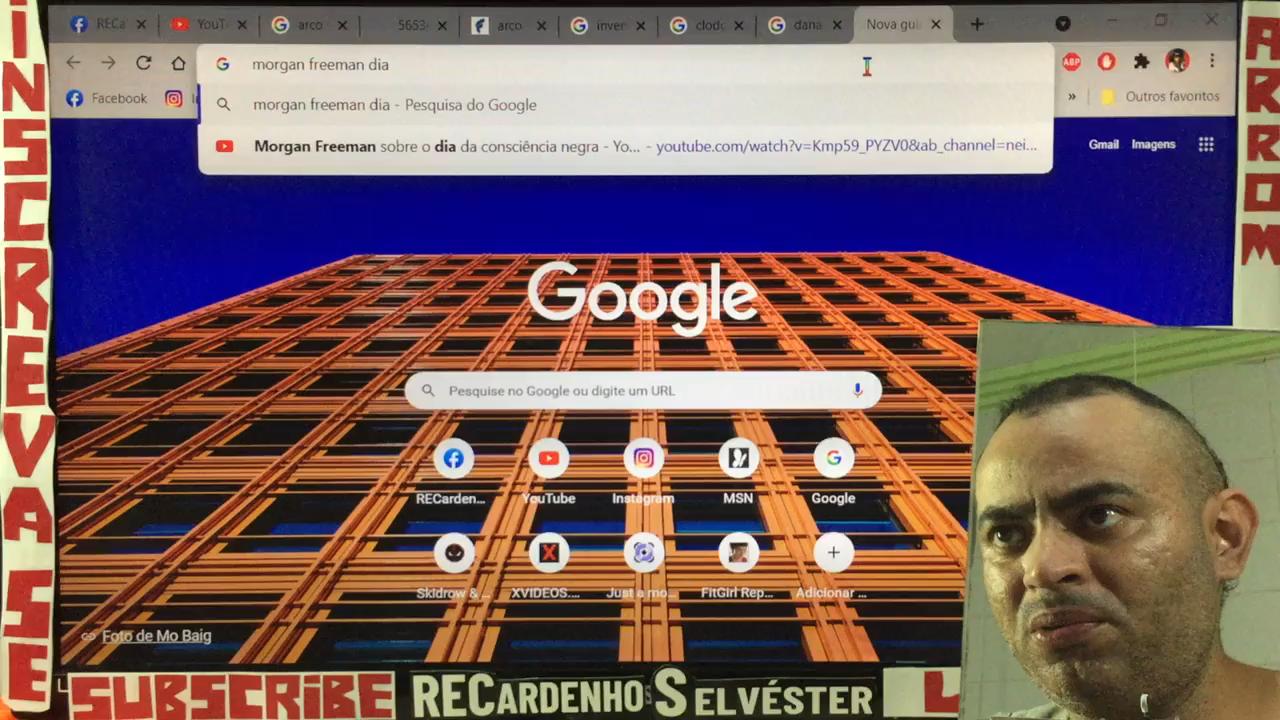 INSCREVA SE
ARROM
RECa
YouT
arco
5653
arco
inver
clodo
dana
Nova gui
morgan freeman dia
ABP
Facebook
I
morgan freeman dia - Pesquisa do Google
»
Outros favoritos
Morgan Freeman sobre o dia da consciência negra - Yo... - youtube.com/watch?v=Kmp59_PYZV0&ab_channel=nei...
Gmail
Imagens
Google
Pesquise no Google ou digite um URL
RECarden...
YouTube
Instagram
MSN
Google
Skidrow & ...
XVIDEOS....
Just a mo...
FitGirl Rep...
Adicionar ...
Foto de Mo Baig
SUBSCRIBE
RECARDENHO SELVÉSTER
L